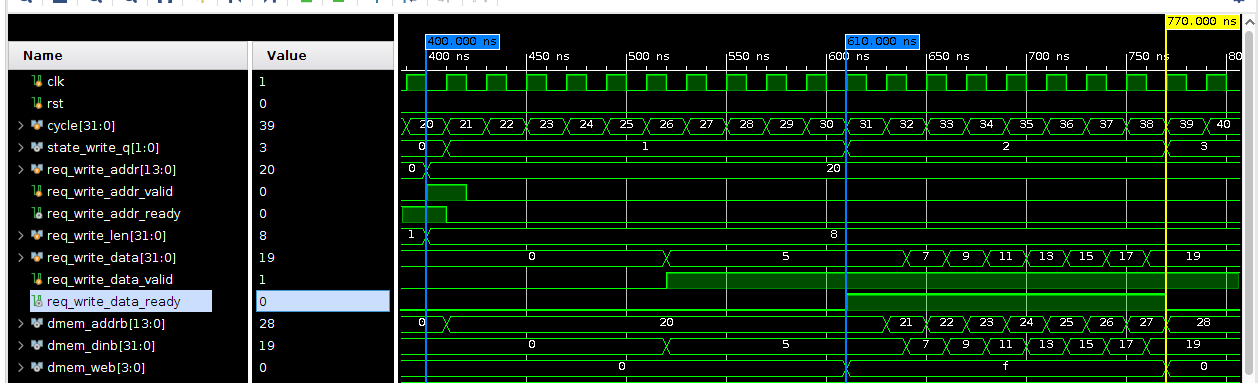 770.000 ns
400.000 ns 610.000 ns
Name Value
400 ns 450 ns 500 ns 550 ns 600 ns 650 ns 700 ns 750 ns 80
clk 1
rst 0
cycle[31:0] 39 20 21 22 23 24 25 26 27 28 29 30 31 32 33 34 35 36 37 38 39 40
state_write_q[1:0] 3 0 1 2 3
req_write_addr[13:0] 20 0 20
req_write_addr_valid 0
req_write_addr_ready 0
req_write_len[31:0] 8 1 8
req_write_data[31:0] 19 0 5 7 9 11 13 15 17 19
req_write_data_valid 1
req_write_data_ready 0
dmem_addrb[13:0] 28 0 20 21 22 23 24 25 26 27 28
dmem_dinb[31:0] 19 0 5 7 9 11 13 15 17 19
dmem_web[3:0] 0 0 f 0